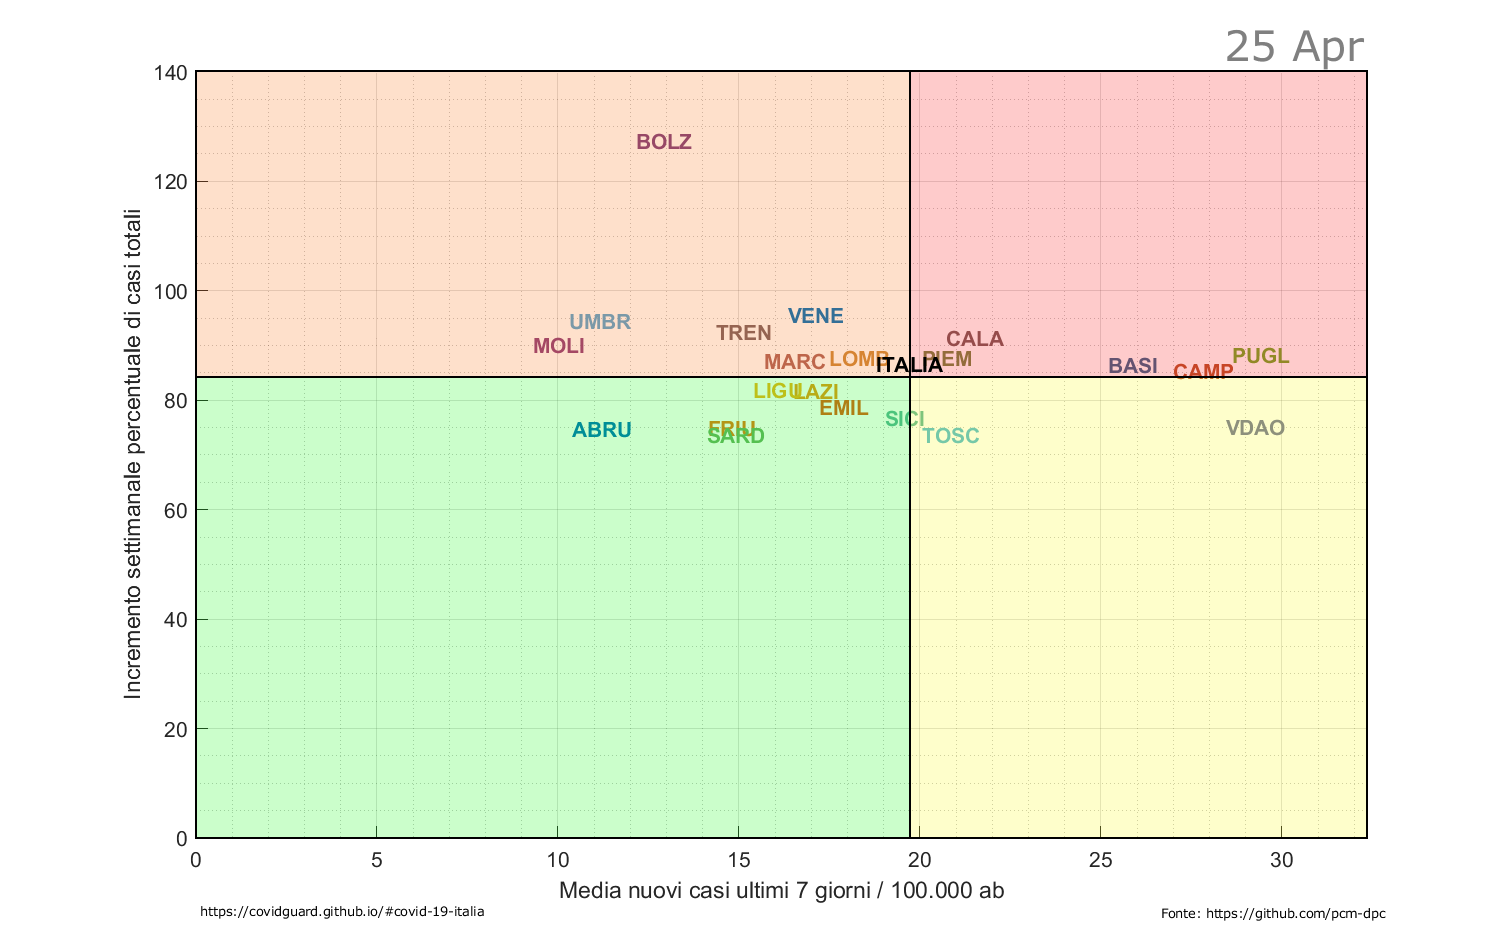 25 Apr
140
120
100
80
60
40
20
0
Incremento settimanale percentuale di casi totali
BOLZ
VENE
UMBR
TREN
CALA
MOLI
MARC
LOMB
ITALIA
PIEM
PUGL
BASI
CAMP
LIGU
LAZI
EMIL
SICI
ABRU
FRIU
SARD
TOSC
VDAO
0 5 10 15 20 25 30
Media nuovi casi ultimi 7 giorni / 100.000 ab
https://covidguard.github.io/#covid-19-italia
Fonte: https://github.com/pcm-dpc